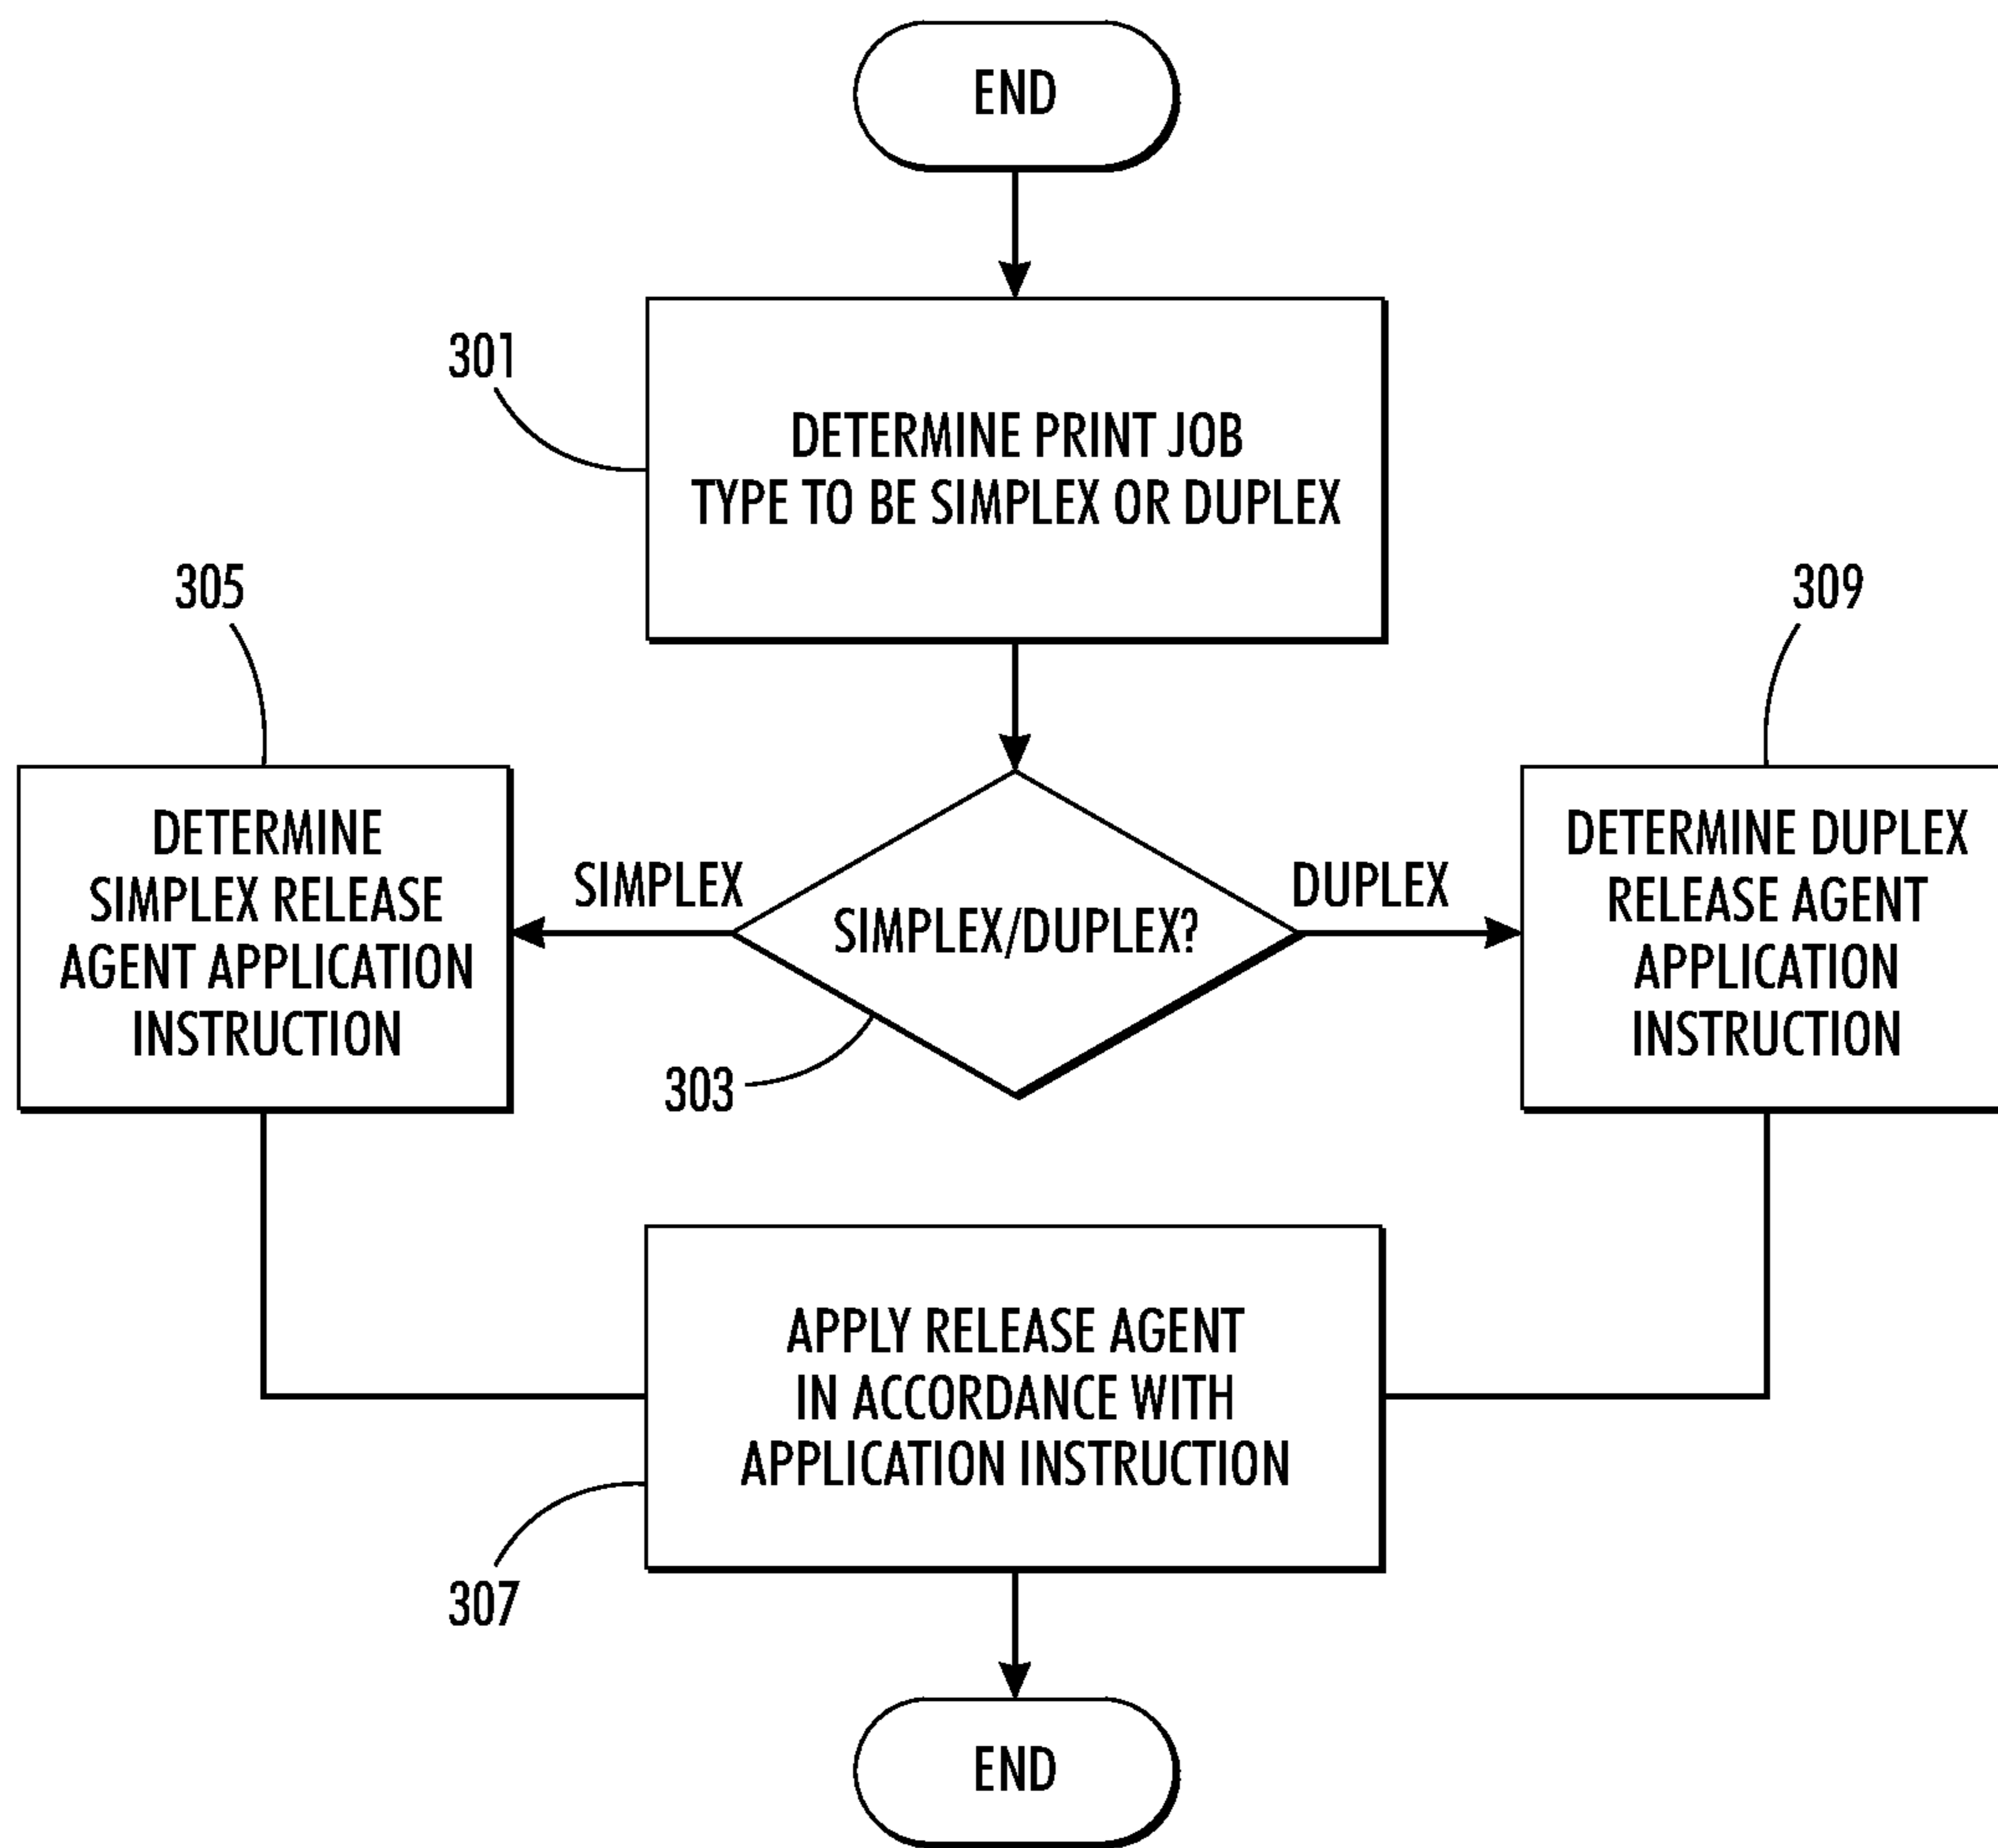 END
301
DETERMINE PRINT JOB
TYPE TO BE SIMPLEX OR DUPLEX
305
309
DETERMINE
SIMPLEX RELEASE
AGENT APPLICATION
INSTRUCTION
SIMPLEX
SIMPLEX/DUPLEX?
DUPLEX
DETERMINE DUPLEX
RELEASE AGENT
APPLICATION
INSTRUCTION
303
APPLY RELEASE AGENT
IN ACCORDANCE WITH
APPLICATION INSTRUCTION
307
END